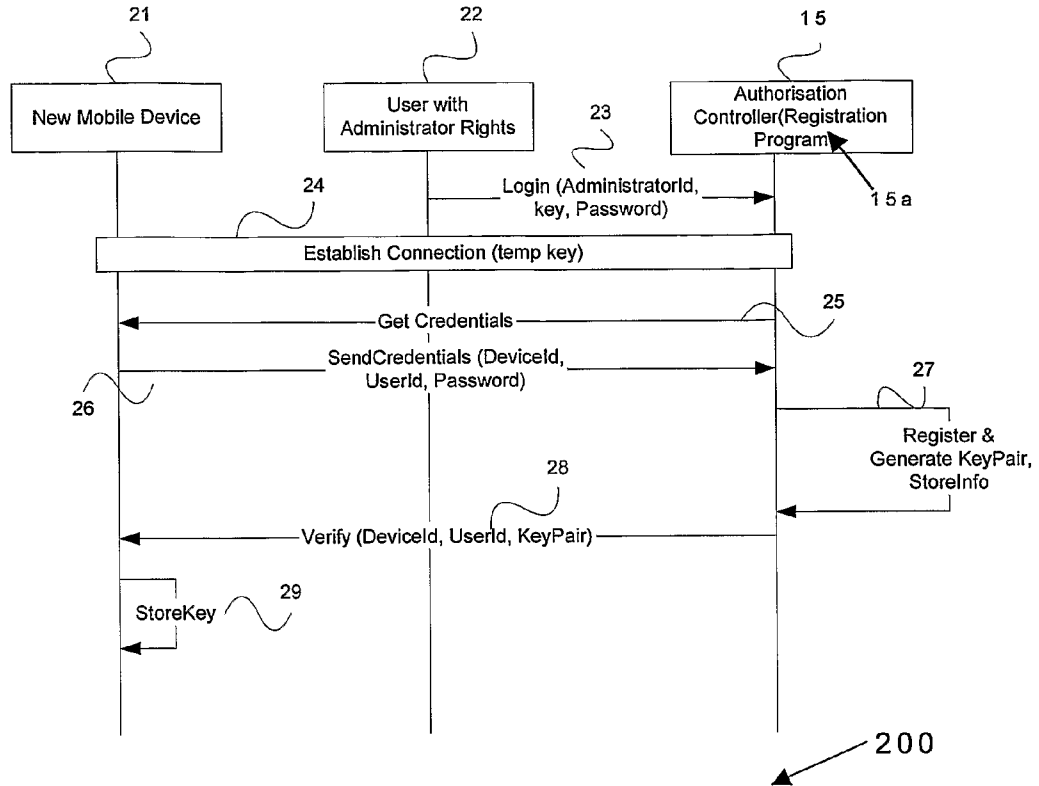 21
22
15
New Mobile Device
User with
Administrator Rights
Authorisation
Controller(Registration
Program
23
15a
Login (AdministratorId,
key, Password)
24
Establish Connection (temp key)
25
Get Credentials
SendCredentials (DeviceId,
UserId, Password)
26
27
Register &
Generate KeyPair,
StoreInfo
28
Verify (DeviceId, UserId, KeyPair)
StoreKey
29
200